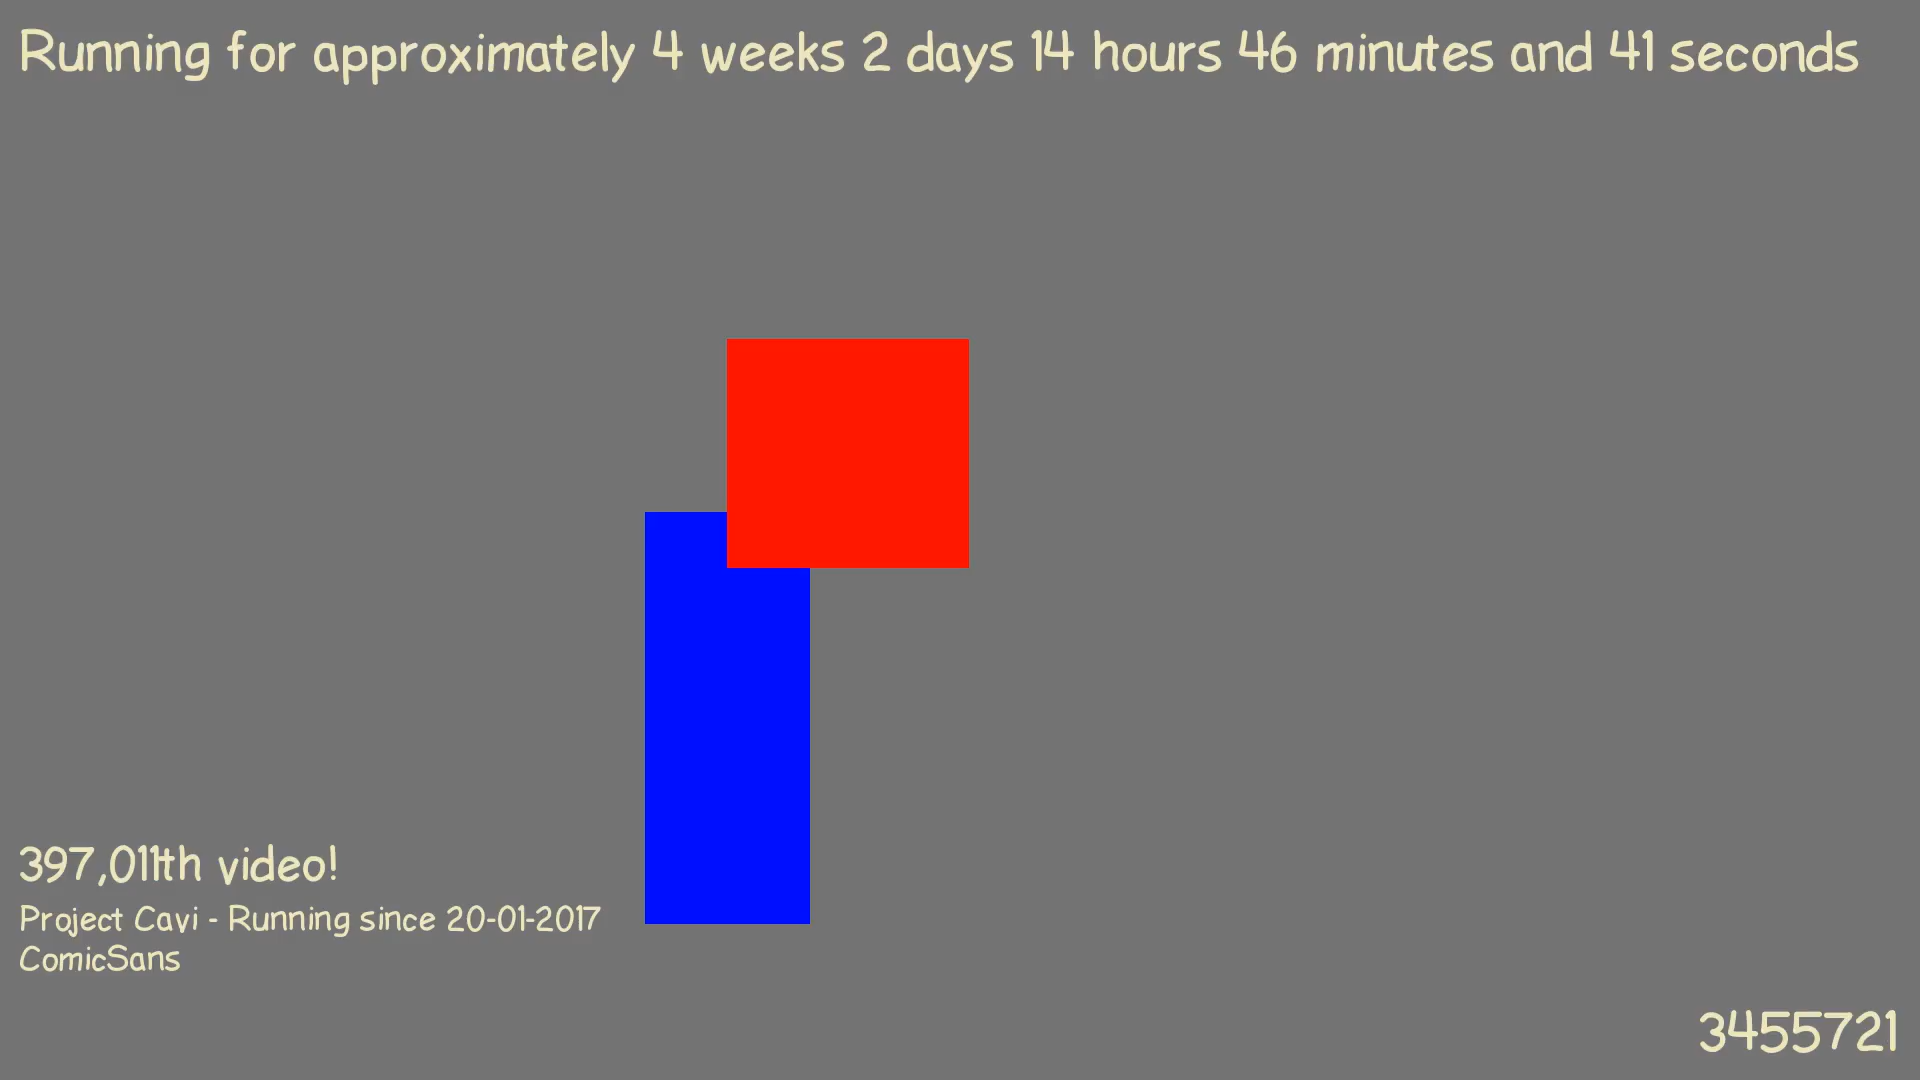 Running for approximately 4 weeks 2 days 14 hours 46 minutes and 41 seconds
397,011th video!
Project Cavi - Running since 20-01-2017
ComicSans
3455721